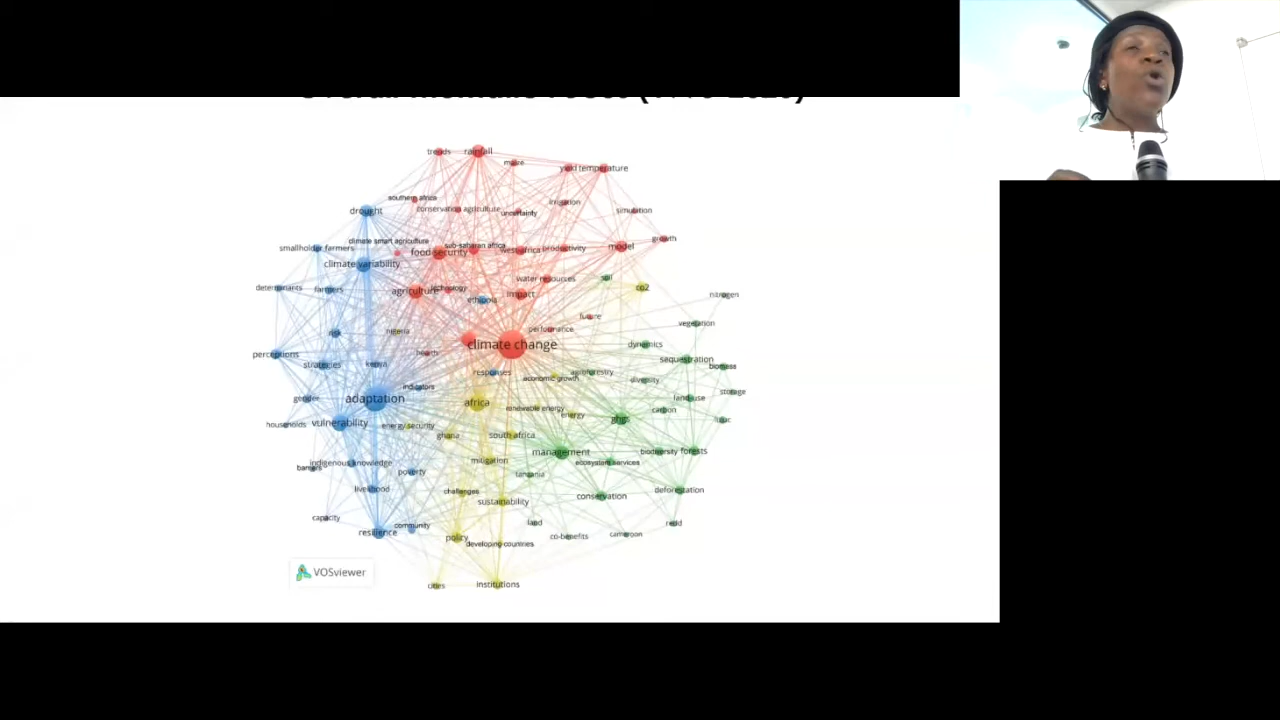 trends rainfall
maize
yield temperature
southern africa
conservation agriculture
irrigation
drought
uncertainty
simulation
climate smart agriculture
smallholder farmers
food security
sub-saharan africa
west africa
productivity
model
growth
climate variability
water resources
soil
co2
determinants
farmers
agriculture
technology
ethiopia
impact
nitrogen
future
vegetation
risk
nigeria
performance
climate change
dynamics
perceptions
health
sequestration
biomass
strategies
kenya
responses
economic growth
agroforestry
diversity
indicators
storage
gender
adaptation
africa
renewable energy
land-use
carbon
energy
ghgs
households
vulnerability
energy security
ghana
south africa
management
biodiversity
forests
barriers
indigenous knowledge
poverty
mitigation
ecosystem services
tanzania
livelihood
challenges
sustainability
conservation
deforestation
capacity
community
land
redd
resilience
policy
developing countries
co-benefits
cameroon
VOSviewer
cities
institutions